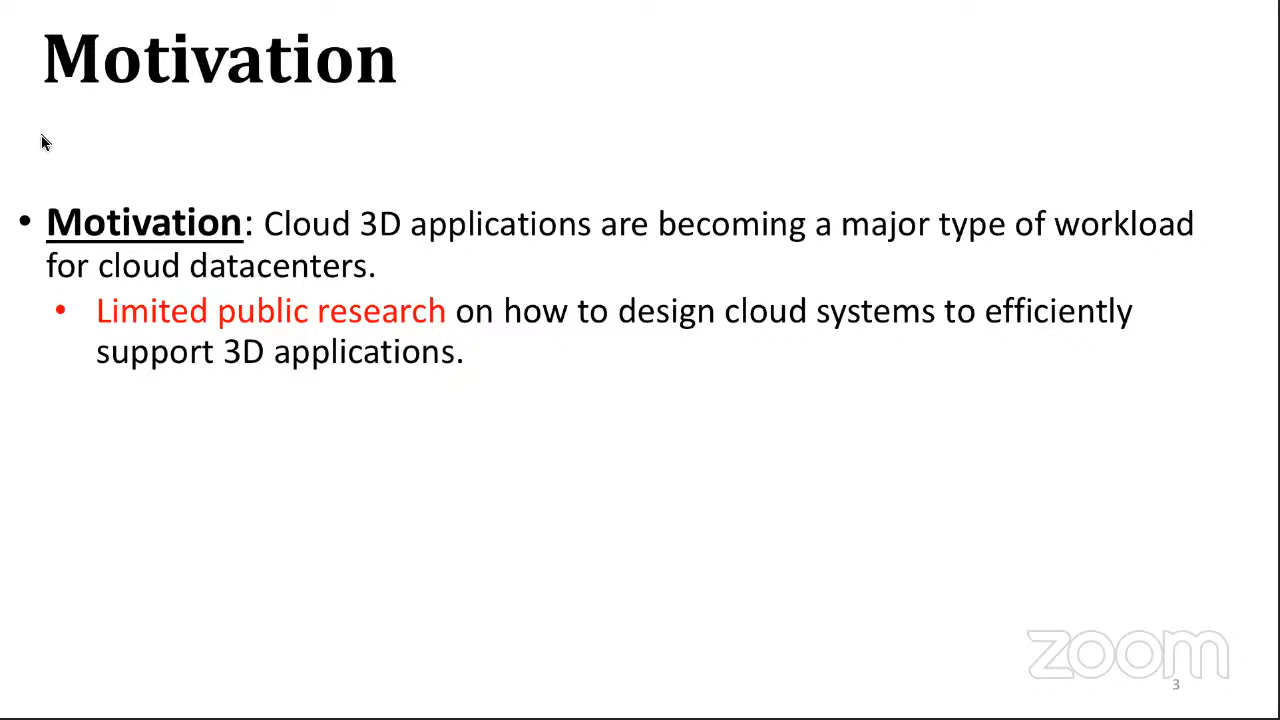 Motivation
• Motivation: Cloud 3D applications are becoming a major type of workload
for cloud datacenters.
• Limited public research on how to design cloud systems to efficiently
support 3D applications.
zoom
3